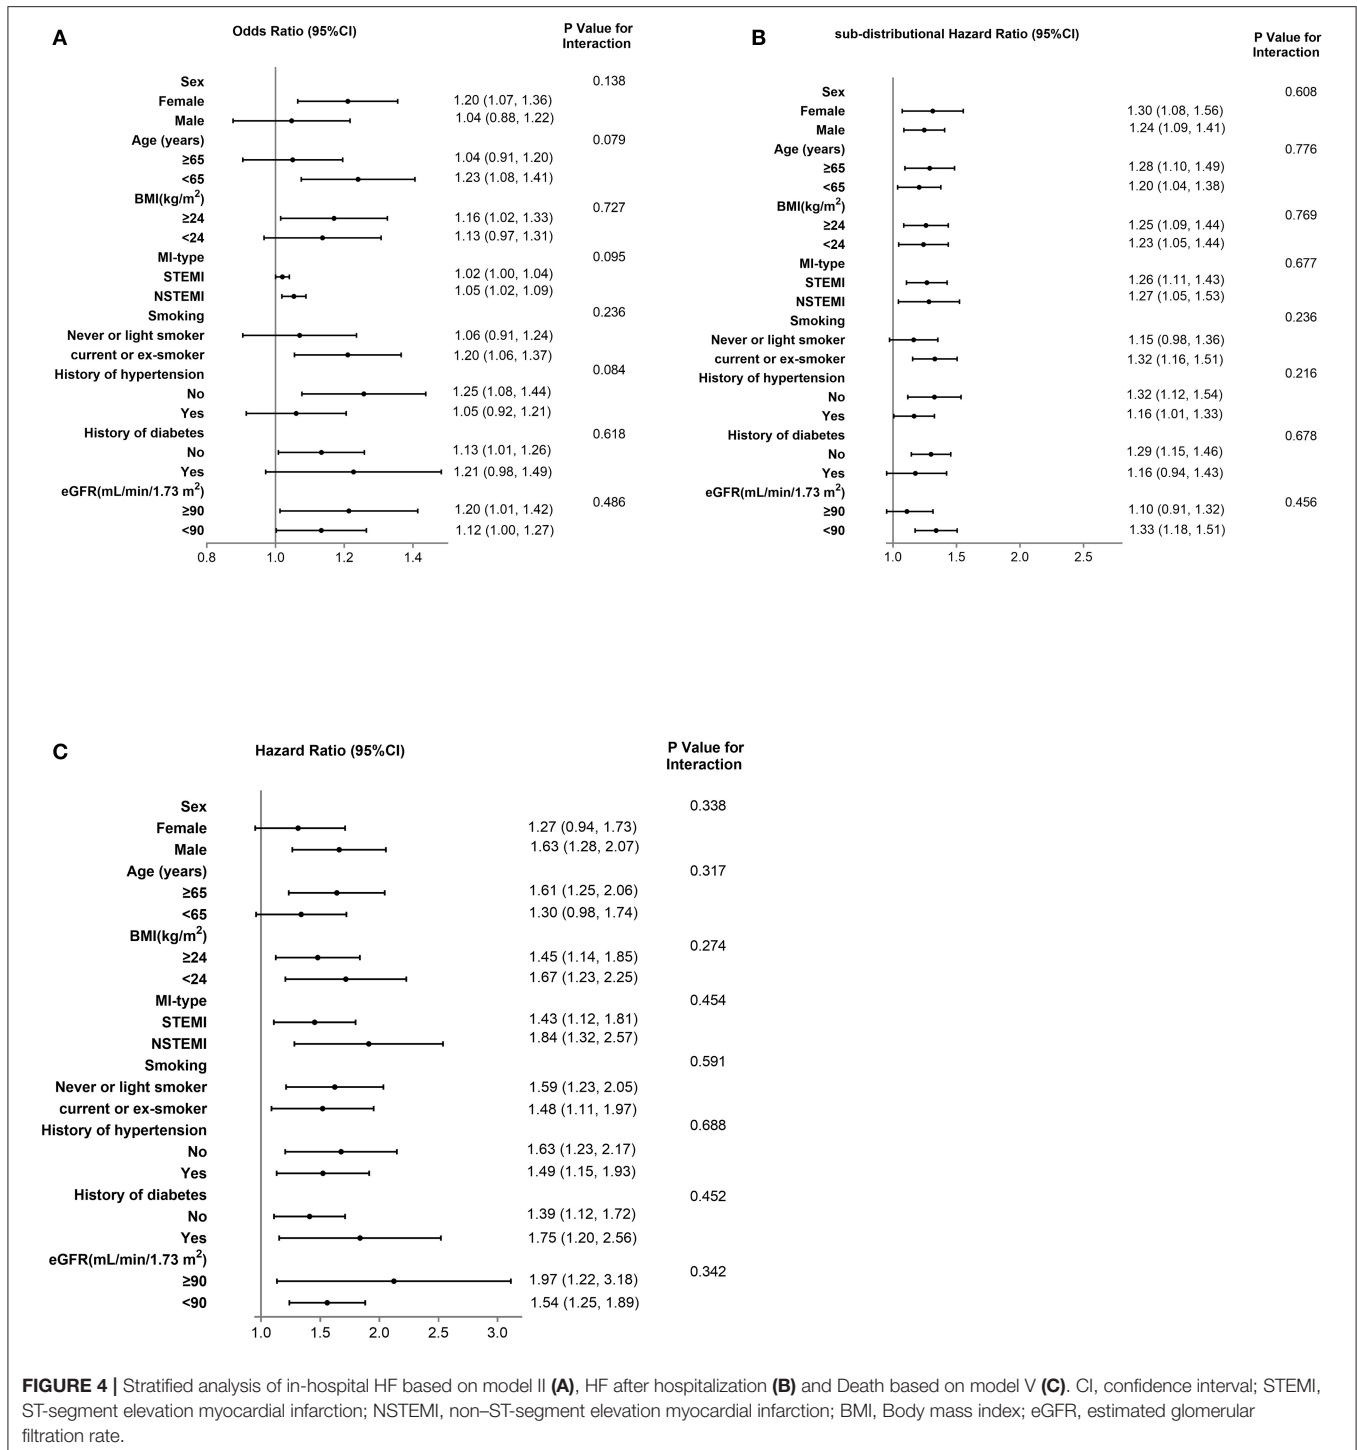 A
Odds Ratio (95%CI)
P Value for
Interaction
Sex 0.138
Female 1.20 (1.07, 1.36)
Male 1.04 (0.88, 1.22)
Age (years) 0.079
≥65 1.04 (0.91, 1.20)
<65 1.23 (1.08, 1.41)
BMI(kg/m²) 0.727
≥24 1.16 (1.02, 1.33)
<24 1.13 (0.97, 1.31)
MI-type 0.095
STEMI 1.02 (1.00, 1.04)
NSTEMI 1.05 (1.02, 1.09)
Smoking 0.236
Never or light smoker 1.06 (0.91, 1.24)
current or ex-smoker 1.20 (1.06, 1.37)
History of hypertension 0.084
No 1.25 (1.08, 1.44)
Yes 1.05 (0.92, 1.21)
History of diabetes 0.618
No 1.13 (1.01, 1.26)
Yes 1.21 (0.98, 1.49)
eGFR(mL/min/1.73 m²) 0.486
≥90 1.20 (1.01, 1.42)
<90 1.12 (1.00, 1.27)
0.8 1.0 1.2 1.4
B
sub-distributional Hazard Ratio (95%CI)
P Value for
Interaction
Sex 0.608
Female 1.30 (1.08, 1.56)
Male 1.24 (1.09, 1.41)
Age (years) 0.776
≥65 1.28 (1.10, 1.49)
<65 1.20 (1.04, 1.38)
BMI(kg/m²) 0.769
≥24 1.25 (1.09, 1.44)
<24 1.23 (1.05, 1.44)
MI-type 0.677
STEMI 1.26 (1.11, 1.43)
NSTEMI 1.27 (1.05, 1.53)
Smoking 0.236
Never or light smoker 1.15 (0.98, 1.36)
current or ex-smoker 1.32 (1.16, 1.51)
History of hypertension 0.216
No 1.32 (1.12, 1.54)
Yes 1.16 (1.01, 1.33)
History of diabetes 0.678
No 1.29 (1.15, 1.46)
Yes 1.16 (0.94, 1.43)
eGFR(mL/min/1.73 m²) 0.456
≥90 1.10 (0.91, 1.32)
<90 1.33 (1.18, 1.51)
1.0 1.5 2.0 2.5
C
Hazard Ratio (95%CI)
P Value for
Interaction
Sex 0.338
Female 1.27 (0.94, 1.73)
Male 1.63 (1.28, 2.07)
Age (years) 0.317
≥65 1.61 (1.25, 2.06)
<65 1.30 (0.98, 1.74)
BMI(kg/m²) 0.274
≥24 1.45 (1.14, 1.85)
<24 1.67 (1.23, 2.25)
MI-type 0.454
STEMI 1.43 (1.12, 1.81)
NSTEMI 1.84 (1.32, 2.57)
Smoking 0.591
Never or light smoker 1.59 (1.23, 2.05)
current or ex-smoker 1.48 (1.11, 1.97)
History of hypertension 0.688
No 1.63 (1.23, 2.17)
Yes 1.49 (1.15, 1.93)
History of diabetes 0.452
No 1.39 (1.12, 1.72)
Yes 1.75 (1.20, 2.56)
eGFR(mL/min/1.73 m²) 0.342
≥90 1.97 (1.22, 3.18)
<90 1.54 (1.25, 1.89)
1.0 1.5 2.0 2.5 3.0
FIGURE 4 | Stratified analysis of in-hospital HF based on model II (A), HF after hospitalization (B) and Death based on model V (C). CI, confidence interval; STEMI,
ST-segment elevation myocardial infarction; NSTEMI, non–ST-segment elevation myocardial infarction; BMI, Body mass index; eGFR, estimated glomerular
filtration rate.